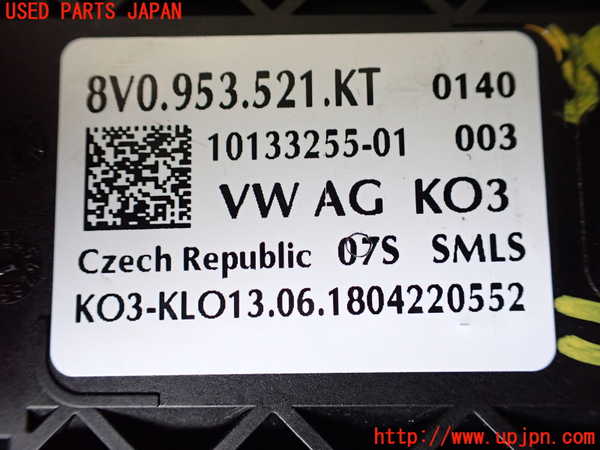 USED PARTS JAPAN
8V0.953.521.KT 0140
10133255-01 003
VW AG KO3
Czech Republic 07S SMLS
KO3-KLO13.06.1804220552
http://www.upjpn.com/